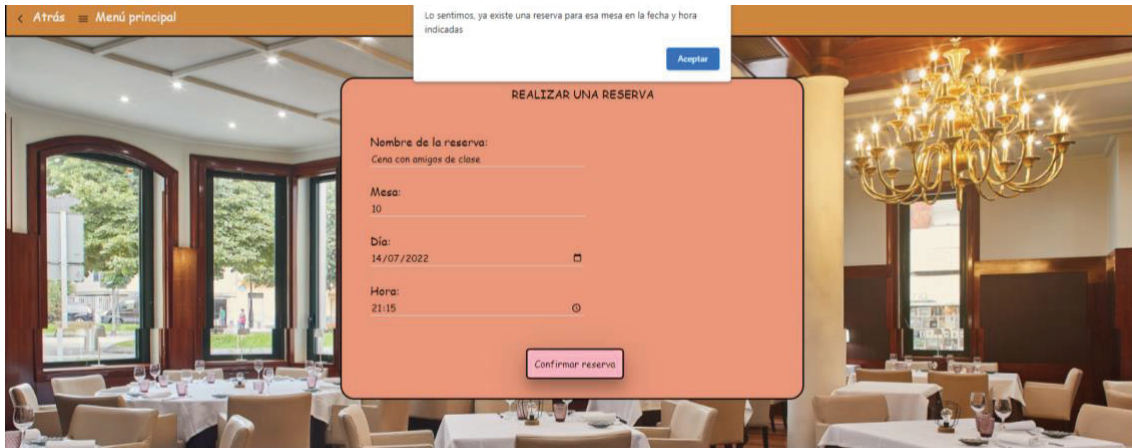 Atrás Menú principal
Lo sentimos, ya existe una reserva para esa mesa en la fecha y hora
indicadas
Aceptar
REALIZAR UNA RESERVA
Nombre de la reserva:
Cena con amigos de clase
Mesa:
10
Día:
14/07/2022
Hora:
21:15
Confirmar reserva